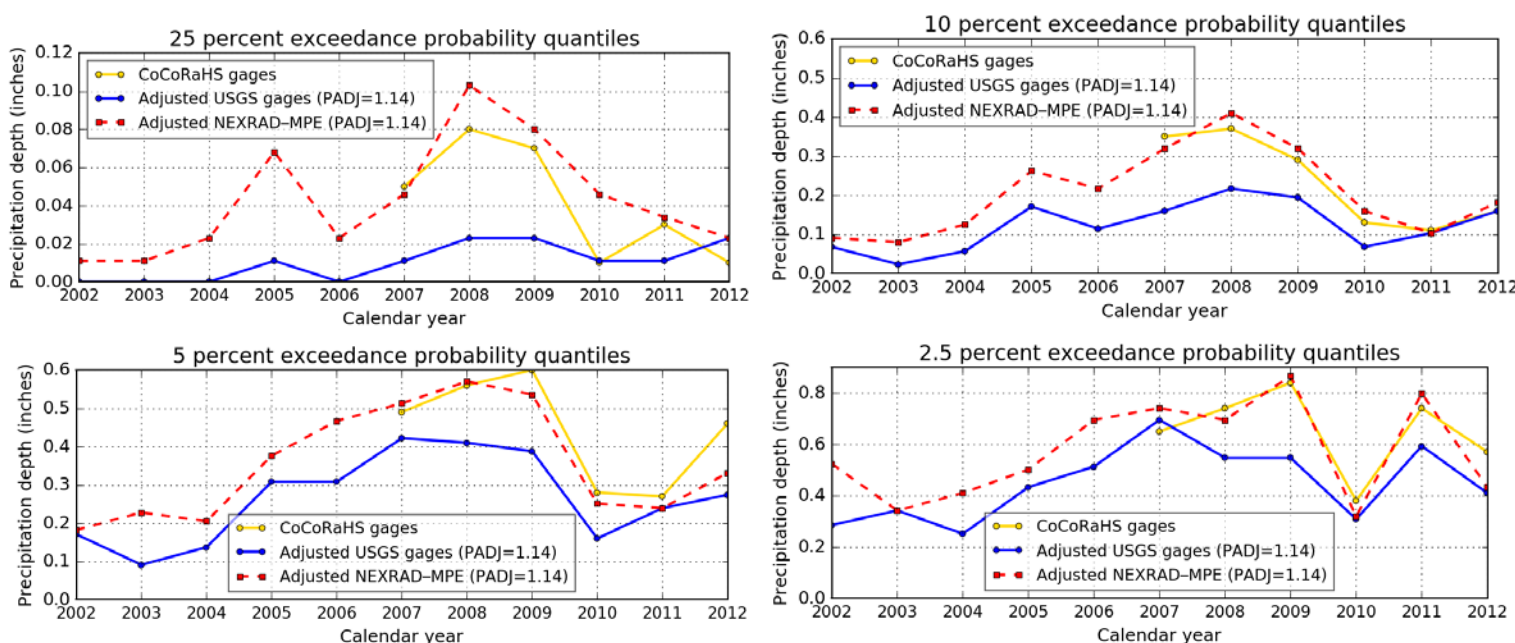 25 percent exceedance probability quantiles
Precipitation depth (inches)
0.12
0.10
0.08
0.06
0.04
0.02
0.00
CoCoRaHS gages
Adjusted USGS gages (PADJ=1.14)
Adjusted NEXRAD–MPE (PADJ=1.14)
2002 2003 2004 2005 2006 2007 2008 2009 2010 2011 2012
Calendar year
10 percent exceedance probability quantiles
Precipitation depth (inches)
0.6
0.5
0.4
0.3
0.2
0.1
0.0
CoCoRaHS gages
Adjusted USGS gages (PADJ=1.14)
Adjusted NEXRAD–MPE (PADJ=1.14)
2002 2003 2004 2005 2006 2007 2008 2009 2010 2011 2012
Calendar year
5 percent exceedance probability quantiles
Precipitation depth (inches)
0.6
0.5
0.4
0.3
0.2
0.1
0.0
CoCoRaHS gages
Adjusted USGS gages (PADJ=1.14)
Adjusted NEXRAD–MPE (PADJ=1.14)
2002 2003 2004 2005 2006 2007 2008 2009 2010 2011 2012
Calendar year
2.5 percent exceedance probability quantiles
Precipitation depth (inches)
0.8
0.6
0.4
0.2
0.0
CoCoRaHS gages
Adjusted USGS gages (PADJ=1.14)
Adjusted NEXRAD–MPE (PADJ=1.14)
2002 2003 2004 2005 2006 2007 2008 2009 2010 2011 2012
Calendar year